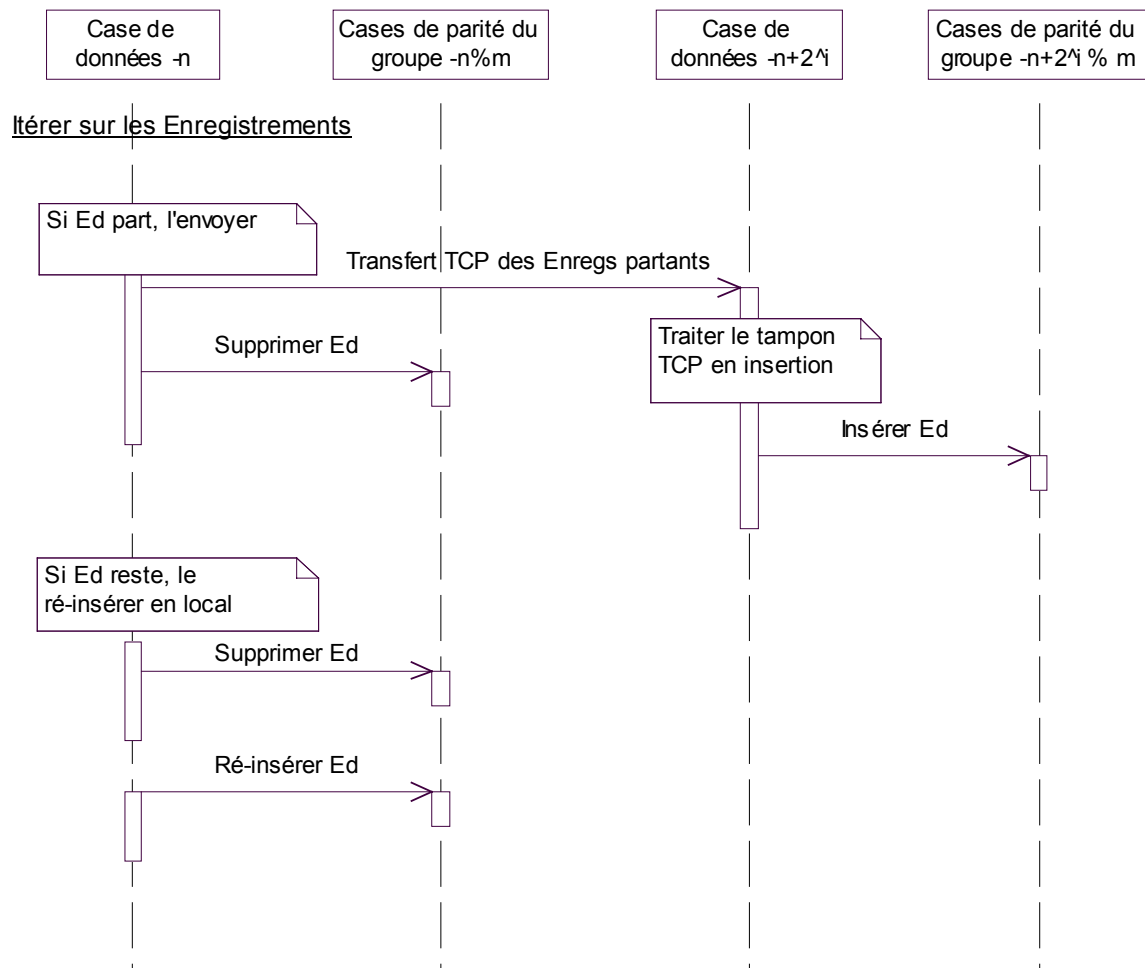 Case de
données -n
Cases de parité du
groupe -n%m
Case de
données -n+2^i
Cases de parité du
groupe -n+2^i % m
Itérer sur les Enregistrements
Si Ed part, l'envoyer
Transfert TCP des Enregs partants
Supprimer Ed
Traiter le tampon
TCP en insertion
Insérer Ed
Si Ed reste, le
ré-insérer en local
Supprimer Ed
Ré-insérer Ed